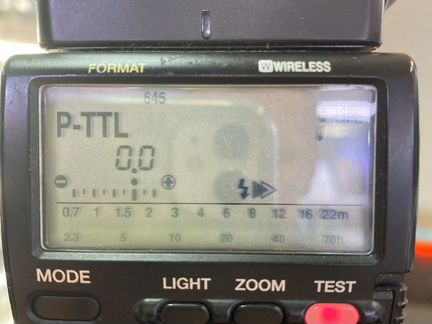 FORMAT WIRELESS
645
P-TTL
0.0
0.7 1 1.5 2 3 4 6 8 12 16 22m
2.3 5 10 20 40 70ft
MODE LIGHT ZOOM TEST